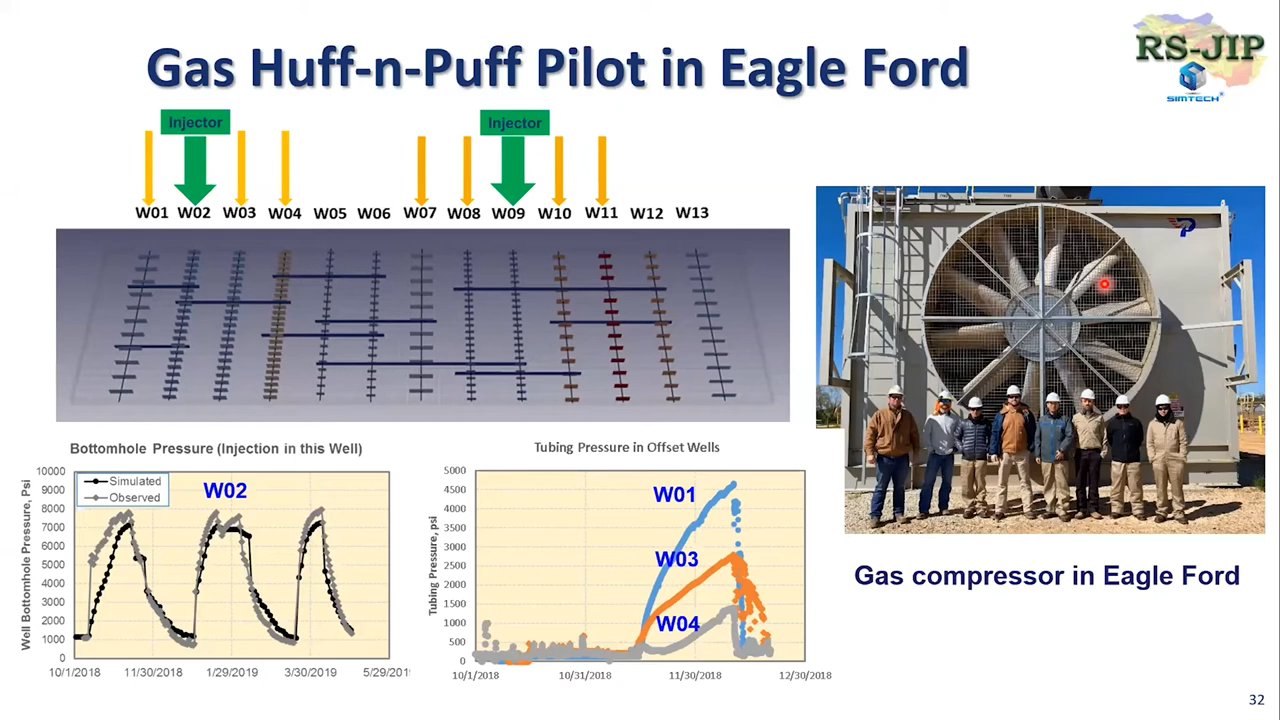 Gas Huff-n-Puff Pilot in Eagle Ford
RS-JIP
SIMTECH
Injector
Injector
W01 W02 W03 W04 W05 W06 W07 W08 W09 W10 W11 W12 W13
Bottomhole Pressure (Injection in this Well)
Well Bottomhole Pressure, Psi
10000
9000
8000
7000
6000
5000
4000
3000
2000
1000
0
Simulated
Observed
W02
10/1/2018 11/30/2018 1/29/2019 3/30/2019 5/29/201
Tubing Pressure in Offset Wells
Tubing Pressure, psi
5000
4500
4000
3500
3000
2500
2000
1500
1000
500
0
W01
W03
W04
10/1/2018 10/31/2018 11/30/2018 12/30/2018
Gas compressor in Eagle Ford
32